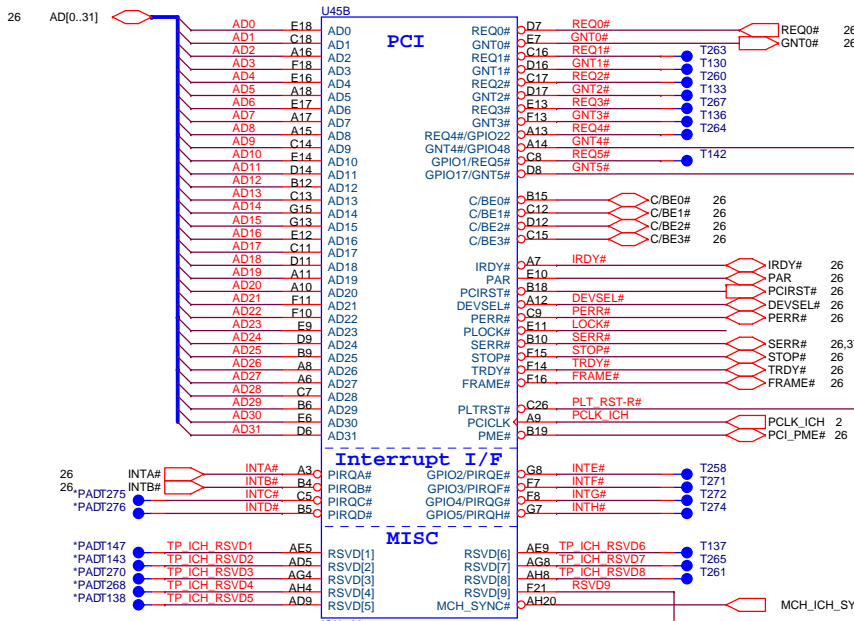 U45B
26 AD[0..31]
PCI
AD0 E18 AD0 REQ0# D7 REQ0# REQ0# 26
AD1 C18 AD1 GNT0# E7 GNT0# GNT0# 26
AD2 A16 AD2 REQ1# C16 REQ1# T263
AD3 F18 AD3 GNT1# D16 GNT1# T130
AD4 E16 AD4 REQ2# C17 REQ2# T260
AD5 A18 AD5 GNT2# D17 GNT2# T133
AD6 E17 AD6 REQ3# E13 REQ3# T267
AD7 A17 AD7 GNT3# F13 GNT3# T136
AD8 A15 AD8 REQ4#/GPIO22 A13 REQ4# T264
AD9 C14 AD9 GNT4#/GPIO48 A14 GNT4#
AD10 E14 AD10 GPIO1/REQ5# C8 REQ5# T142
AD11 D14 AD11 GPIO17/GNT5# D8 GNT5#
AD12 B12 AD12
AD13 C13 AD13 C/BE0# B15 C/BE0# 26
AD14 G15 AD14 C/BE1# C12 C/BE1# 26
AD15 G13 AD15 C/BE2# D12 C/BE2# 26
AD16 E12 AD16 C/BE3# C15 C/BE3# 26
AD17 C11 AD17
AD18 D11 AD18 IRDY# A7 IRDY# IRDY# 26
AD19 A11 AD19 PAR E10 PAR 26
AD20 A10 AD20 PCIRST# B18 PCIRST# 26
AD21 F11 AD21 DEVSEL# A12 DEVSEL# DEVSEL# 26
AD22 F10 AD22 PERR# C9 PERR# PERR# 26
AD23 E9 AD23 PLOCK# E11 LOCK#
AD24 D9 AD24 SERR# B10 SERR# SERR#
AD25 B9 AD25 STOP# F15 STOP# STOP# 26
AD26 A8 AD26 TRDY# F14 TRDY# TRDY# 26
AD27 A6 AD27 FRAME# F16 FRAME# FRAME# 26
AD28 C7 AD28
AD29 B6 AD29 PLTRST# C26 PLT_RST-R#
AD30 E6 AD30 PCICLK A9 PCLK_ICH PCLK_ICH 2
AD31 D6 AD31 PME# B19 PCI_PME# 26
Interrupt I/F
26 INTA# INTA# A3 PIRQA# GPIO2/PIRQE# G8 INTE# T258
26 INTB# INTB# B4 PIRQB# GPIO3/PIRQF# F7 INTF# T271
*PADT275 INTC# C5 PIRQC# GPIO4/PIRQG# F8 INTG# T272
*PADT276 INTD# B5 PIRQD# GPIO5/PIRQH# G7 INTH# T274
MISC
*PADT147 TP_ICH_RSVD1 AE5 RSVD[1] RSVD[6] AE9 TP_ICH_RSVD6 T137
*PADT143 TP_ICH_RSVD2 AD5 RSVD[2] RSVD[7] AG8 TP_ICH_RSVD7 T265
*PADT270 TP_ICH_RSVD3 AG4 RSVD[3] RSVD[8] AH8 TP_ICH_RSVD8 T261
*PADT268 TP_ICH_RSVD4 AH4 RSVD[4] RSVD[9] F21 RSVD9
*PADT138 TP_ICH_RSVD5 AD9 RSVD[5] MCH_SYNC# AH20 MCH_ICH_SY